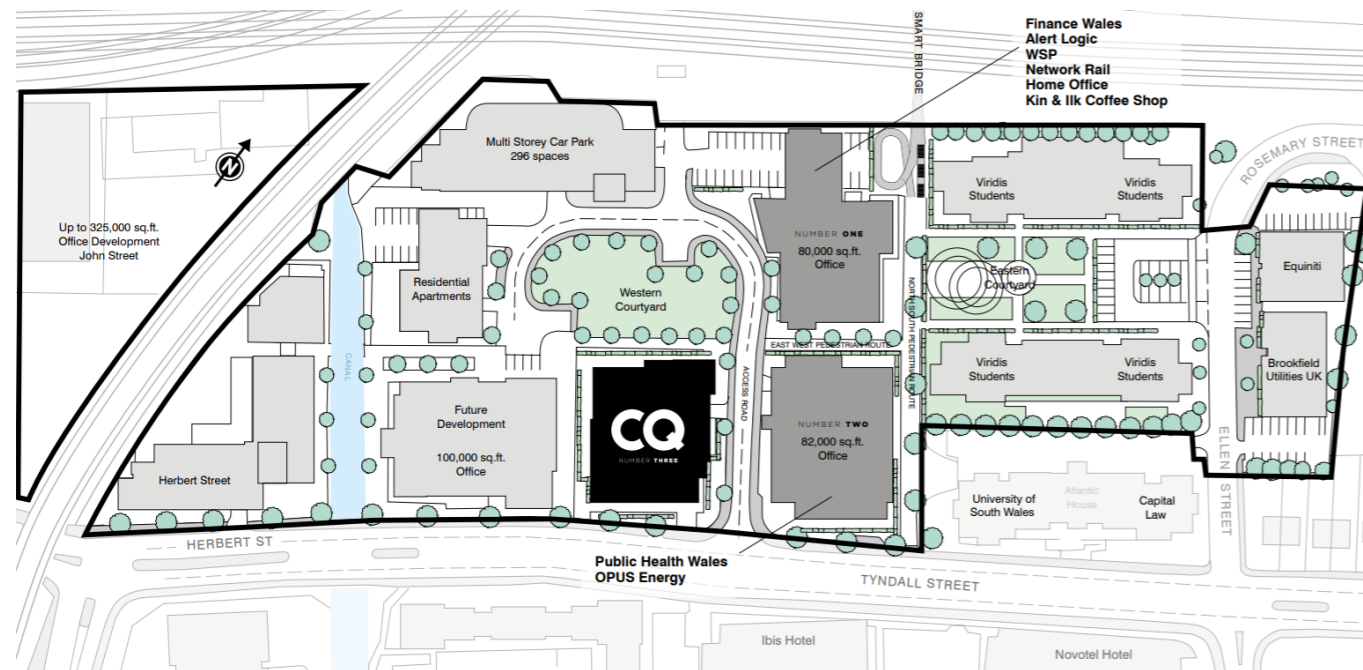 Finance Wales
Alert Logic
WSP
Network Rail
Home Office
Kin & Ilk Coffee Shop
SMART BRIDGE
ROSEMARY STREET
Multi Storey Car Park
296 spaces
N
Up to 325,000 sq.ft.
Office Development
John Street
Viridis
Students
Viridis
Students
NUMBER ONE
80,000 sq.ft.
Office
Residential
Apartments
Western
Courtyard
Eastern
Courtyard
Equiniti
NORTH SOUTH PEDESTRIAN ROUTE
EAST WEST PEDESTRIAN ROUTE
CANAL
ACCESS ROAD
Viridis
Students
Viridis
Students
Brookfield
Utilities UK
Future
Development
100,000 sq.ft.
Office
CQ
NUMBER THREE
NUMBER TWO
82,000 sq.ft.
Office
ELLEN STREET
Herbert Street
University of
South Wales
Atlantic
House
Capital
Law
HERBERT ST
Public Health Wales
OPUS Energy
TYNDALL STREET
Ibis Hotel
Novotel Hotel